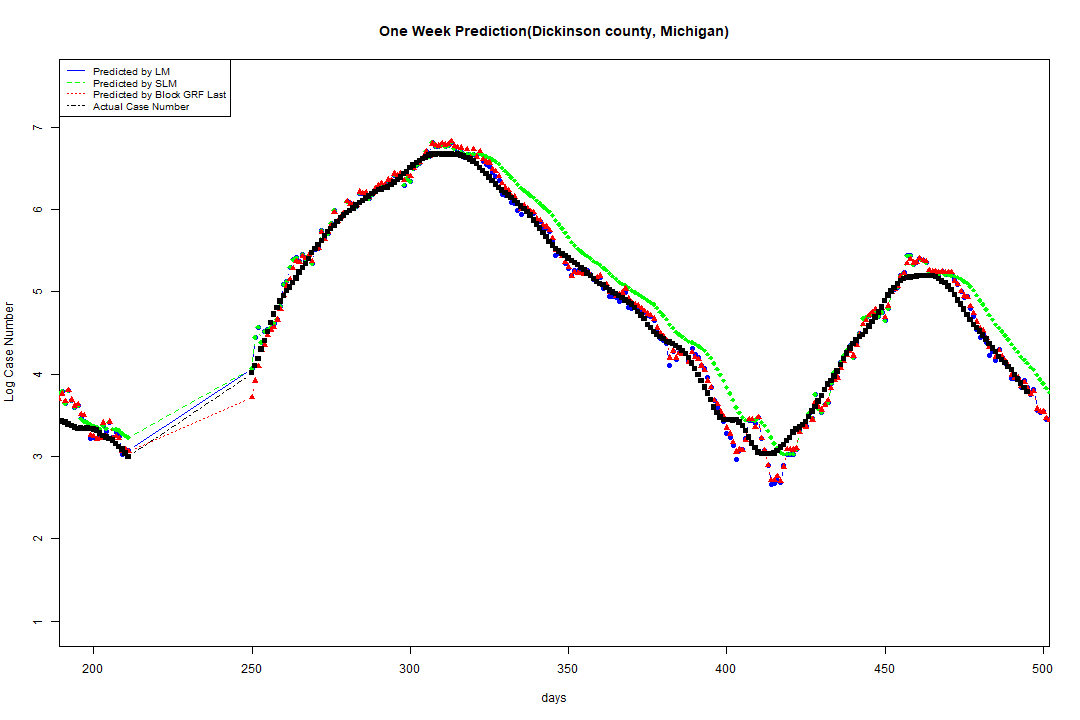 One Week Prediction(Dickinson county, Michigan)
Predicted by LM
Predicted by SLM
Predicted by Block GRF Last
Actual Case Number
Log Case Number
7
6
5
4
3
2
1
200 250 300 350 400 450 500
days